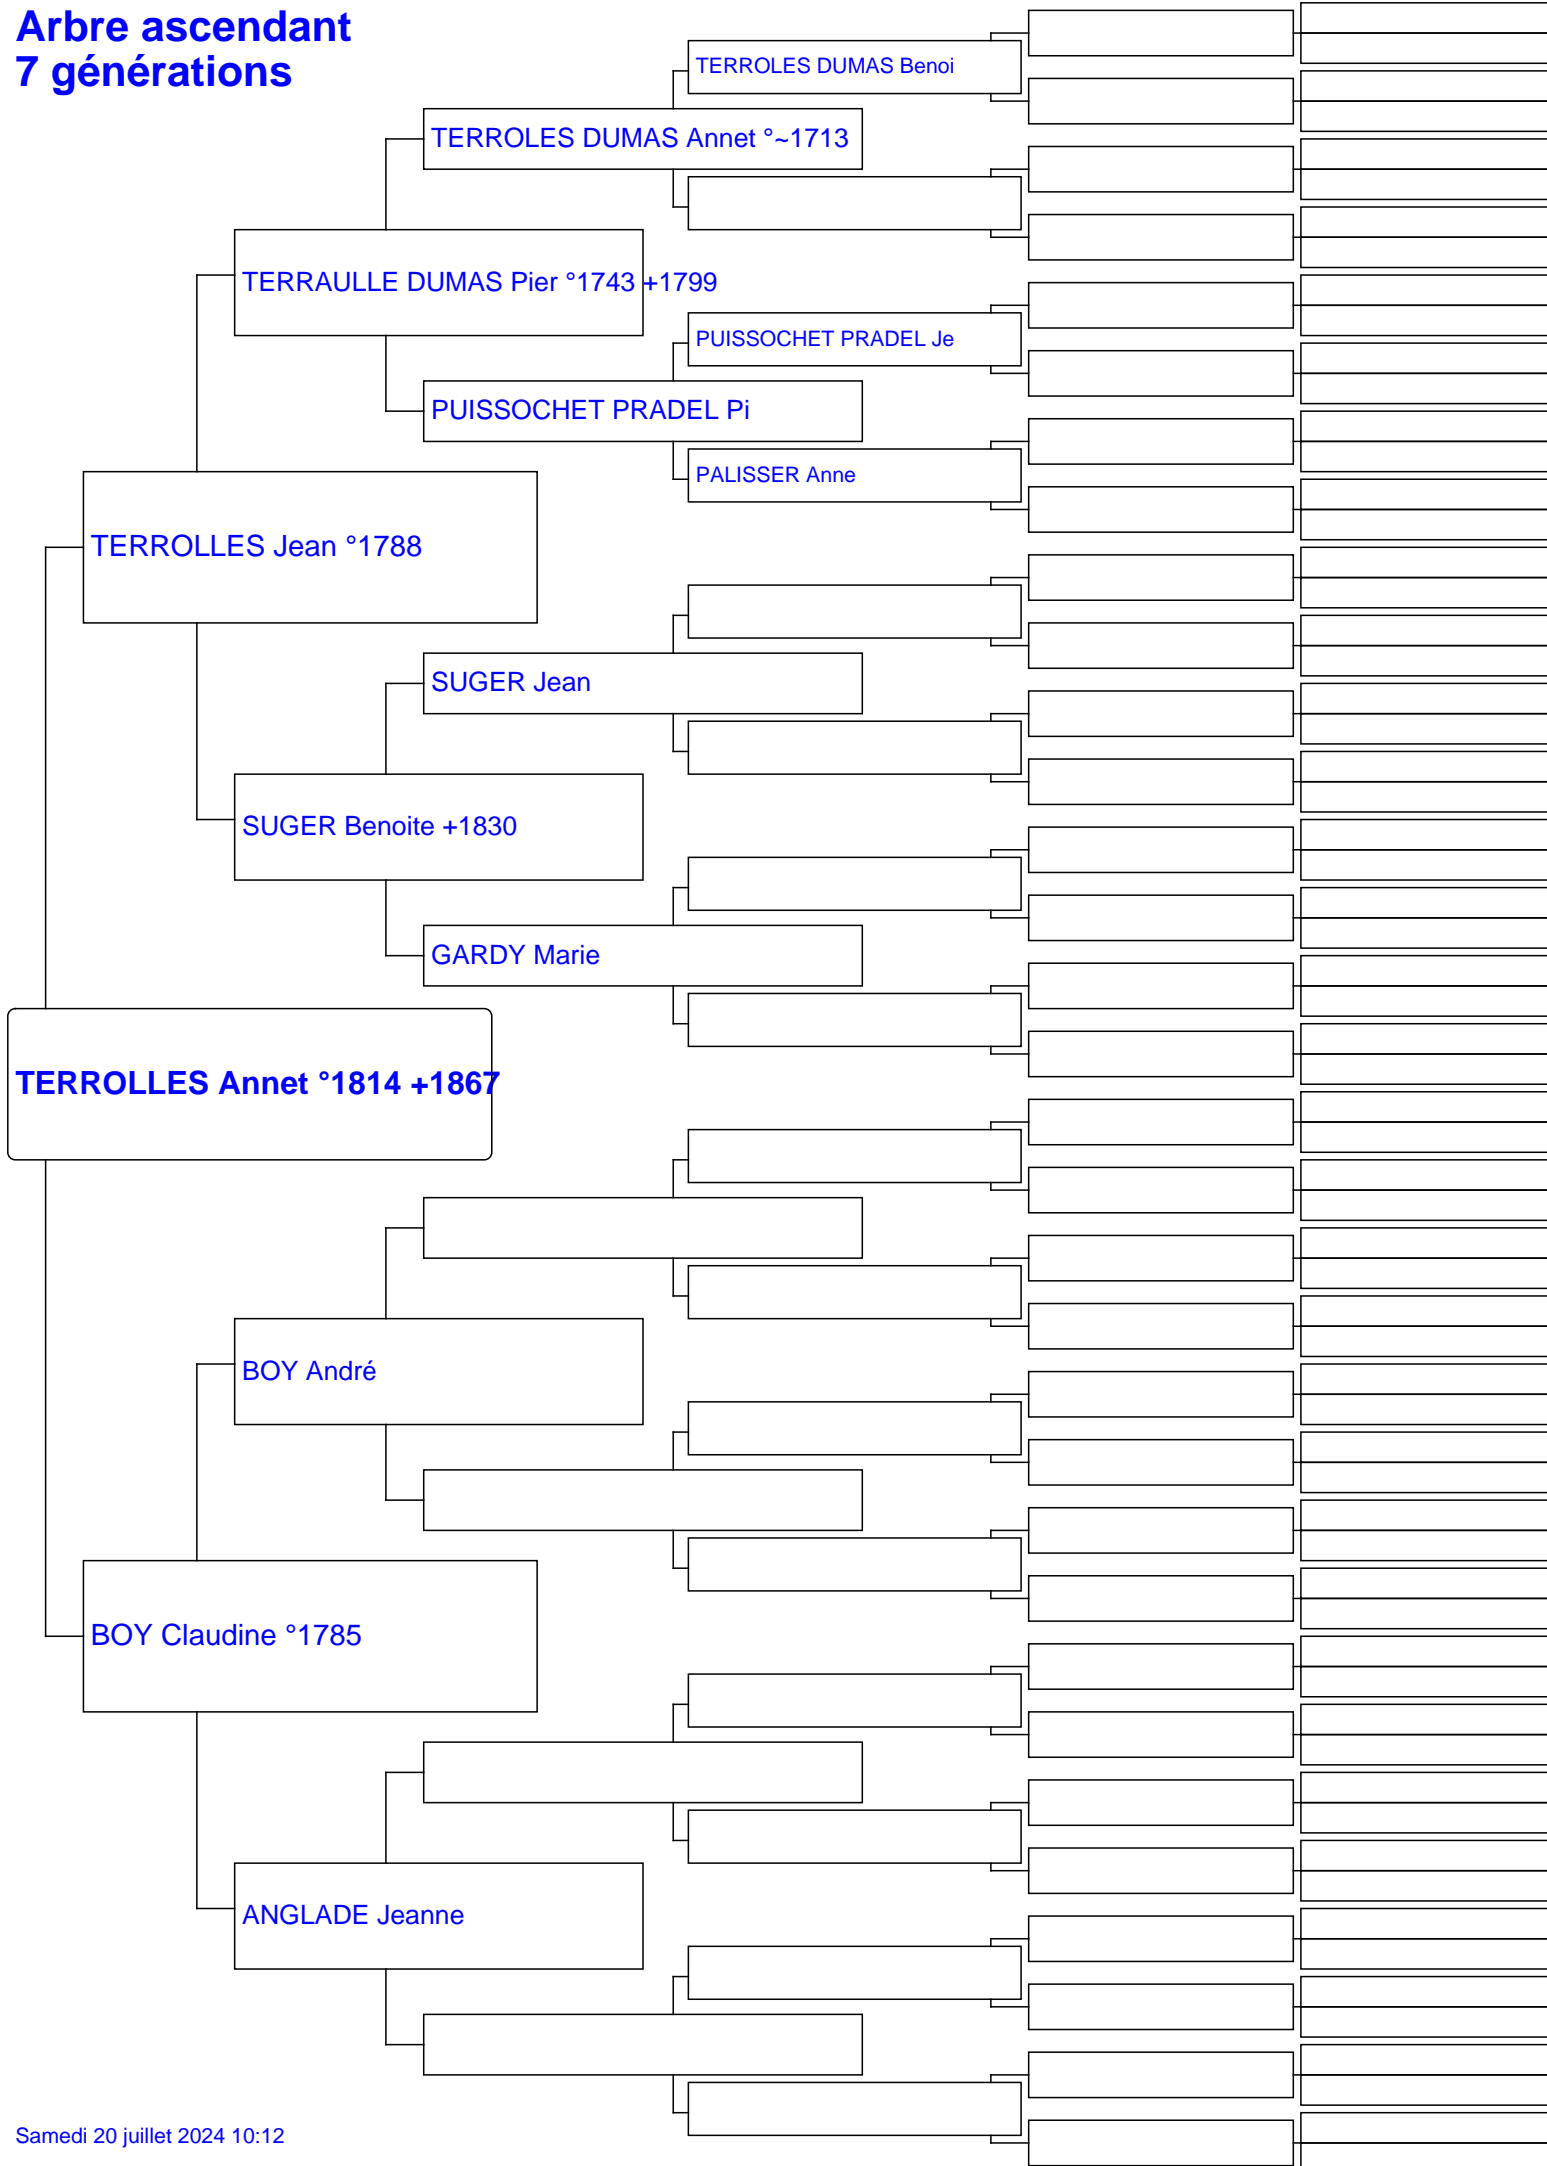 Arbre ascendant
7 générations
TERROLES DUMAS Benoi
TERROLES DUMAS Annet °~1713
TERRAULLE DUMAS Pier °1743 +1799
PUISSOCHET PRADEL Je
PUISSOCHET PRADEL Pi
PALISSER Anne
TERROLLES Jean °1788
SUGER Jean
SUGER Benoite +1830
GARDY Marie
TERROLLES Annet °1814 +1867
BOY André
BOY Claudine °1785
ANGLADE Jeanne
Samedi 20 juillet 2024 10:12